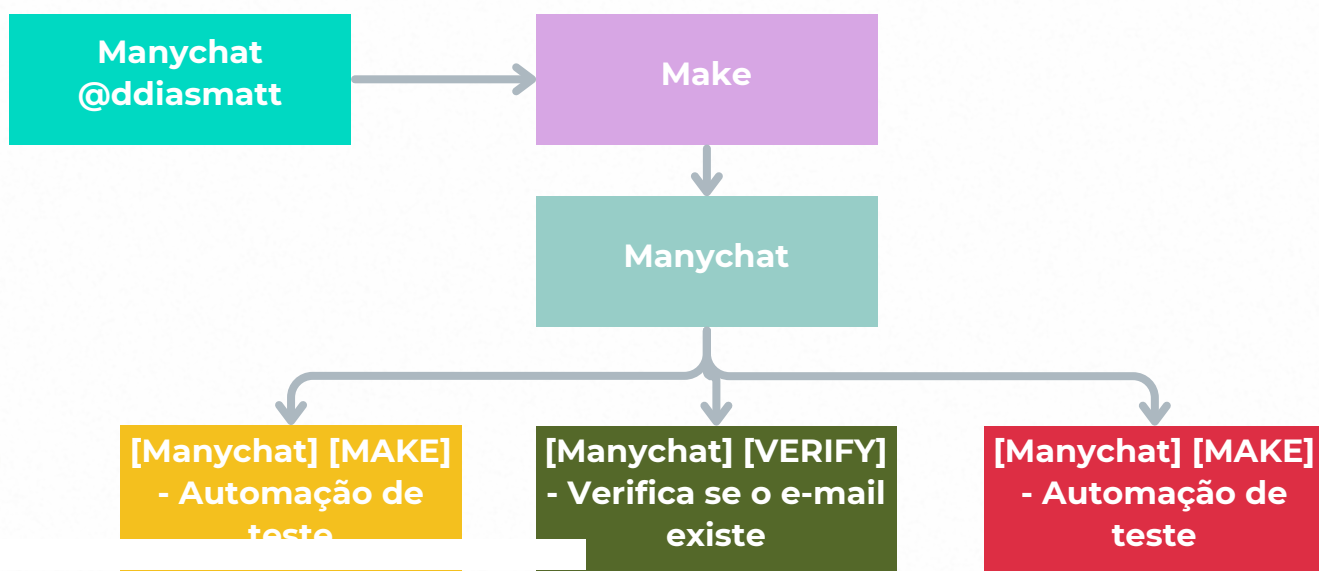 Manychat
@ddiasmatt
Make
Manychat
[Manychat] [MAKE]
- Automação de
teste
[Manychat] [VERIFY]
- Verifica se o e-mail
existe
[Manychat] [MAKE]
- Automação de
teste